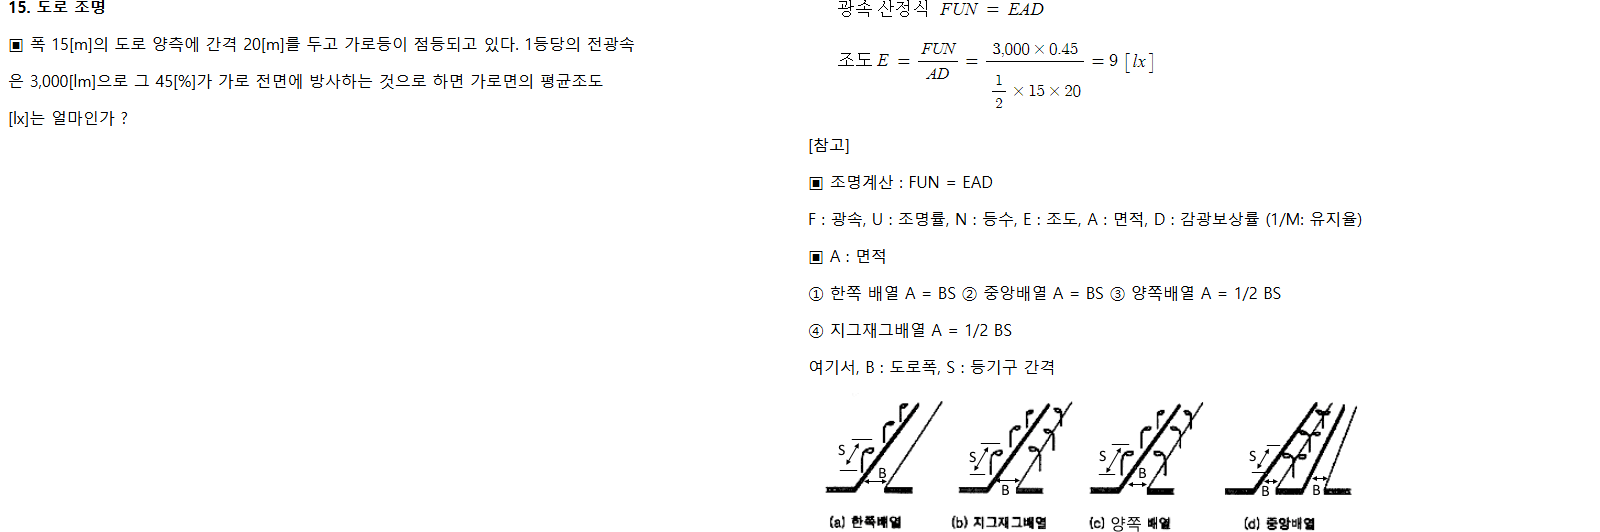 15. 도로 조명
▣ 폭 15[m]의 도로 양측에 간격 20[m]를 두고 가로등이 점등되고 있다. 1등당의 전광속
은 3,000[lm]으로 그 45[%]가 가로 전면에 방사하는 것으로 하면 가로면의 평균조도
[lx]는 얼마인가 ?
광속 산정식 FUN = EAD
조도 E = FUN / AD = 3,000 × 0.45 / 1/2 × 15 × 20 = 9 [lx]
[참고]
▣ 조명계산 : FUN = EAD
F : 광속, U : 조명률, N : 등수, E : 조도, A : 면적, D : 감광보상률 (1/M: 유지율)
▣ A : 면적
① 한쪽 배열 A = BS ② 중앙배열 A = BS ③ 양쪽배열 A = 1/2 BS
④ 지그재그배열 A = 1/2 BS
여기서, B : 도로폭, S : 등기구 간격
S B S B S B S B B
(a) 한쪽배열 (b) 지그재그배열 (c) 양쪽 배열 (d) 중앙배열